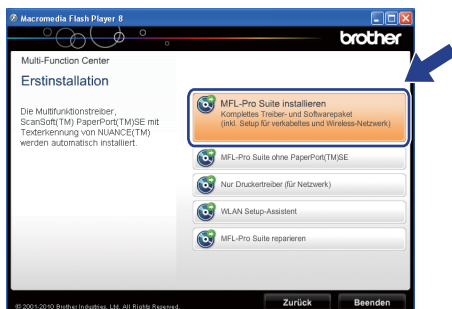 Macromedia Flash Player 8
brother
Multi-Function Center
Erstinstallation
Die Multifunktionstreiber,
ScanSoft(TM) PaperPort(TM)SE mit
Texterkennung von NUANCE(TM)
werden automatisch installiert.
MFL-Pro Suite installieren
Komplettes Treiber- und Softwarepaket
(inkl. Setup für verkabeltes und Wireless-Netzwerk)
MFL-Pro Suite ohne PaperPort(TM)SE
Nur Druckertreiber (für Netzwerk)
WLAN Setup-Assistent
MFL-Pro Suite reparieren
© 2001-2010 Brother Industries, Ltd. All Rights Reserved.
Zurück
Beenden